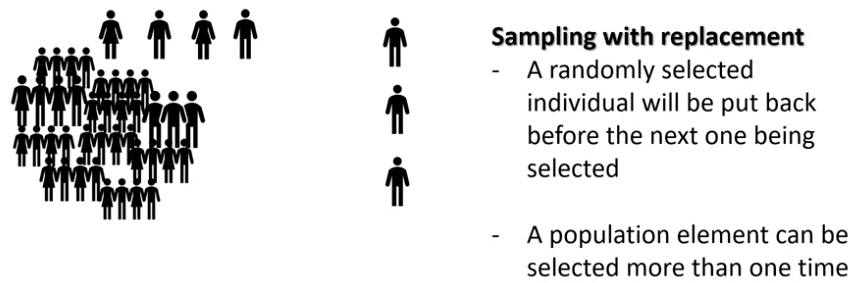 Sampling with replacement
- A randomly selected
individual will be put back
before the next one being
selected
- A population element can be
selected more than one time